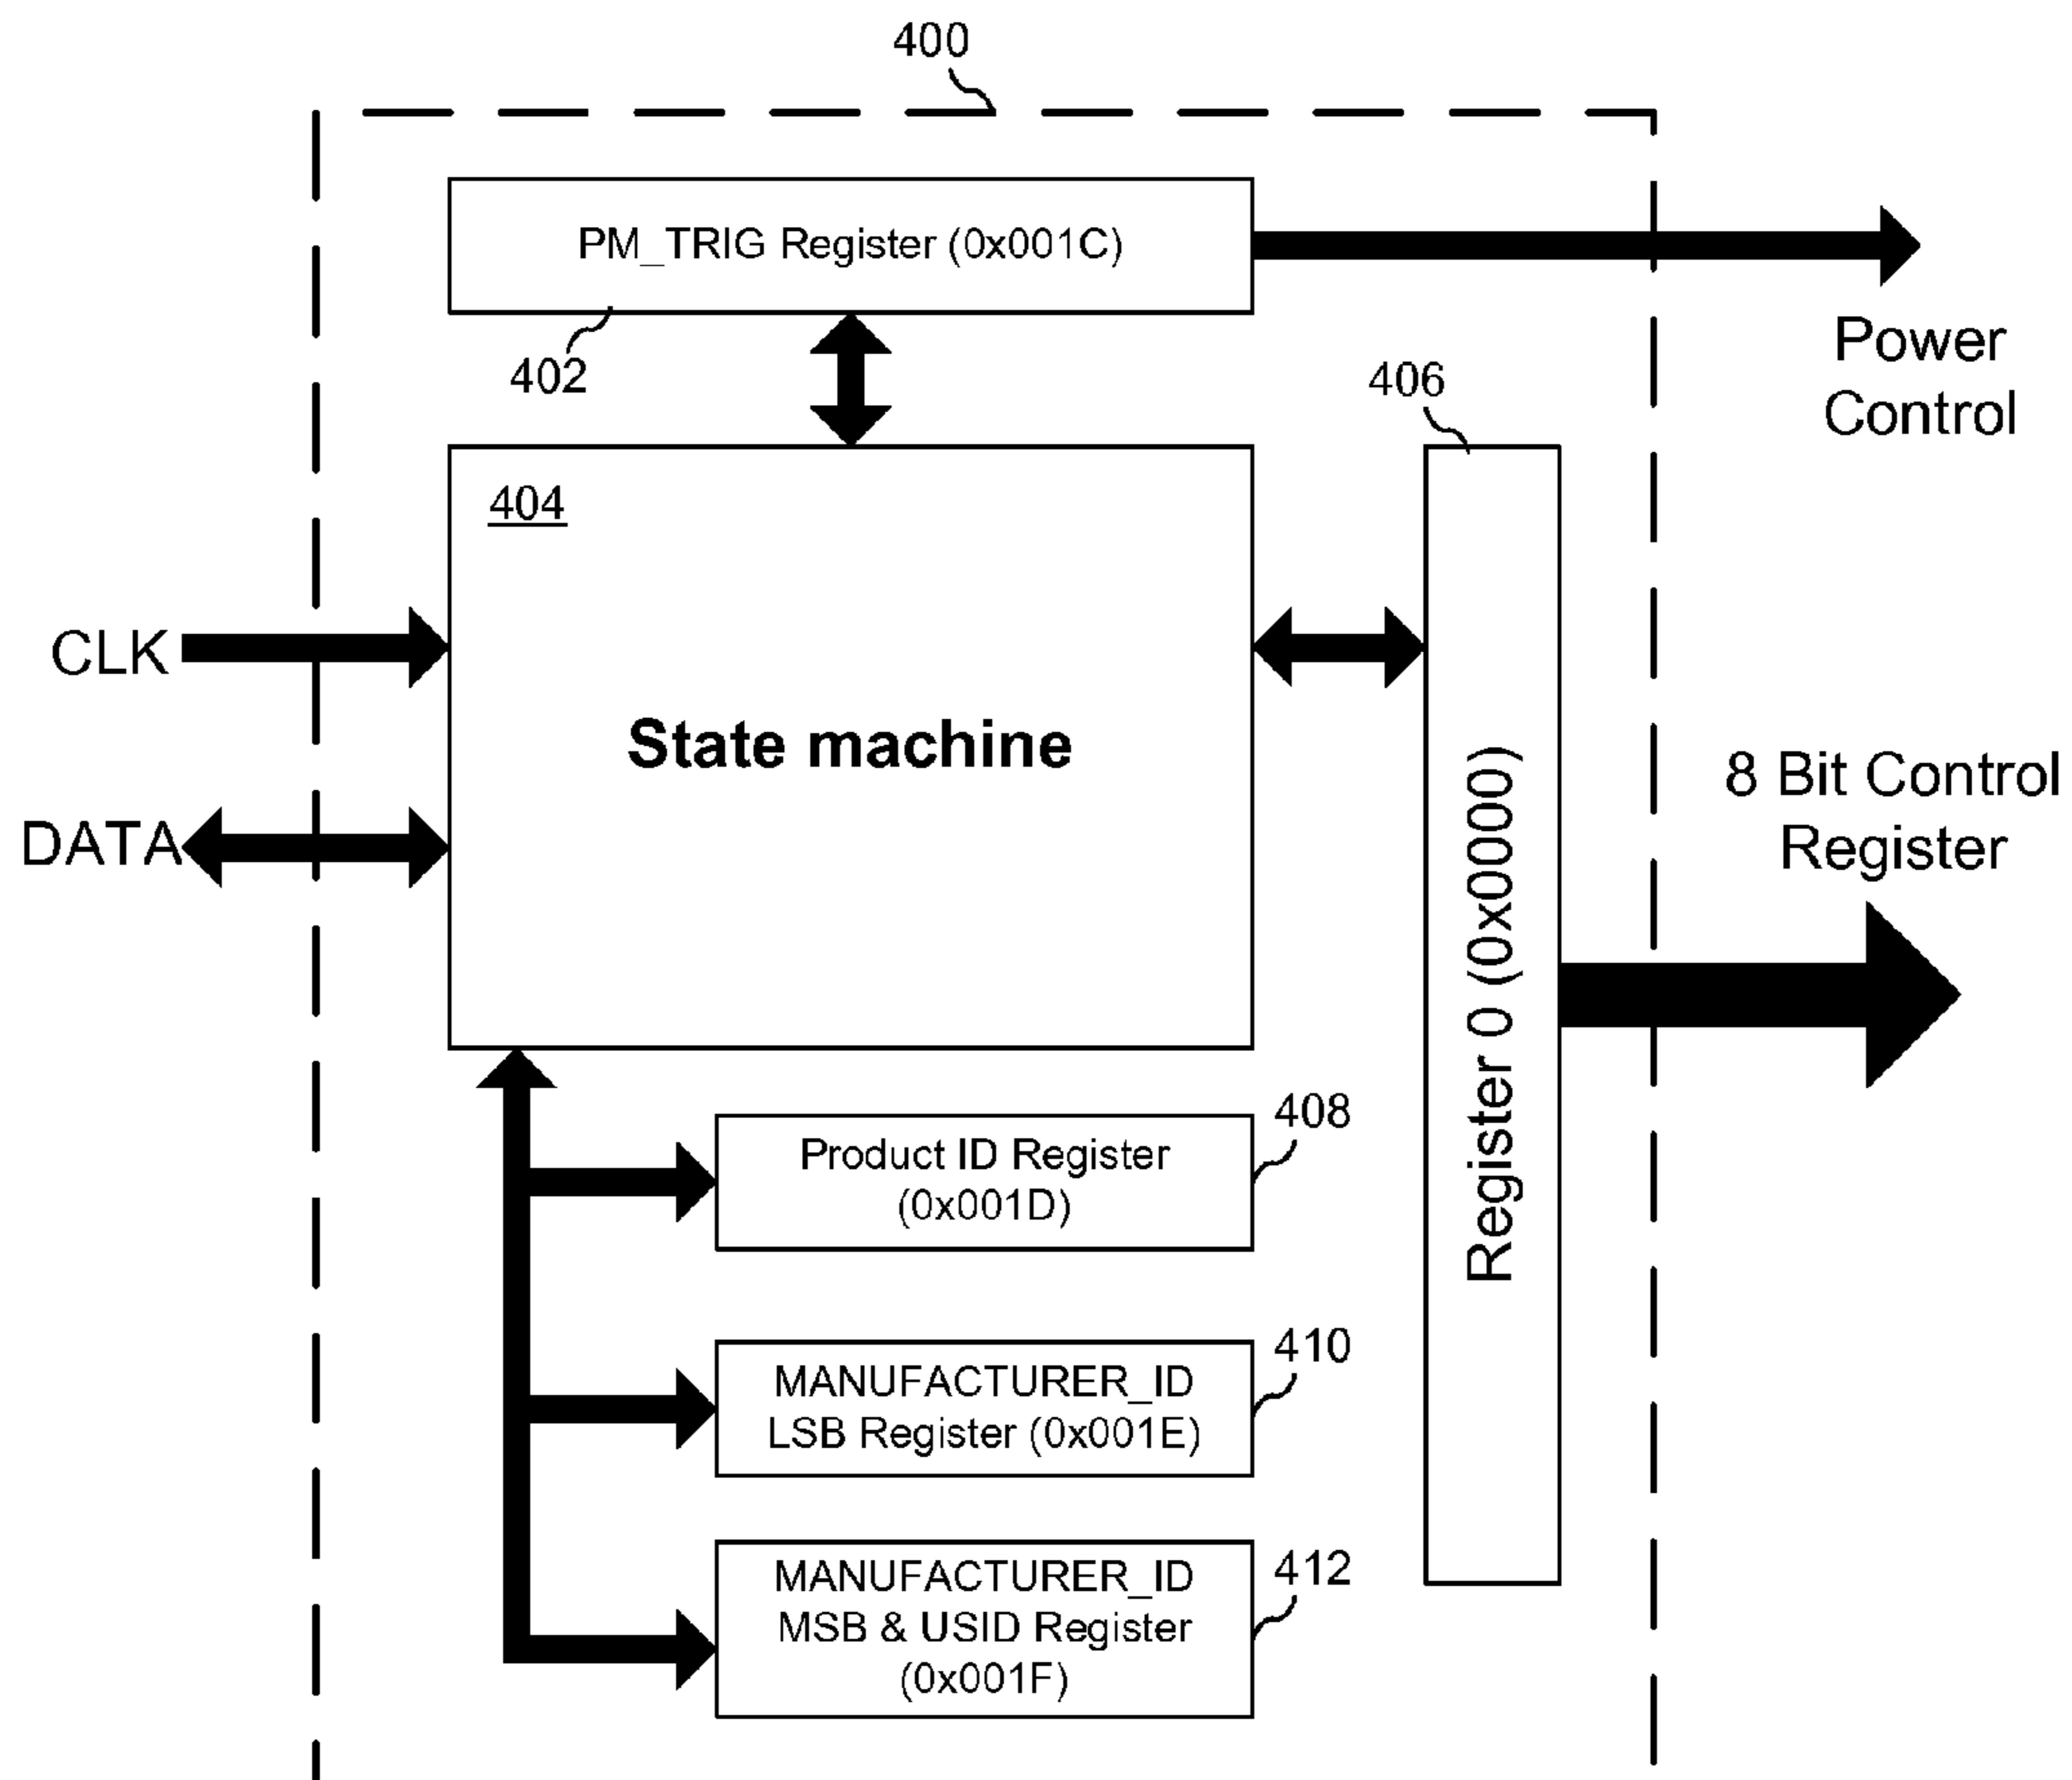 400
PM_TRIG Register (0x001C)
402
Power
Control
406
404
CLK
State machine
DATA
Register 0 (0x0000)
8 Bit Control
Register
408
Product ID Register
(0x001D)
410
MANUFACTURER_ID
LSB Register (0x001E)
412
MANUFACTURER_ID
MSB & USID Register
(0x001F)